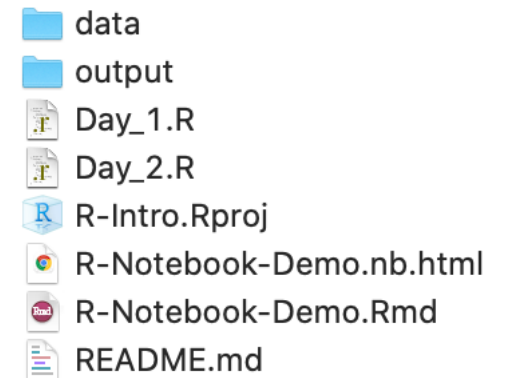 data
output
Day_1.R
Day_2.R
R-Intro.Rproj
R-Notebook-Demo.nb.html
R-Notebook-Demo.Rmd
README.md